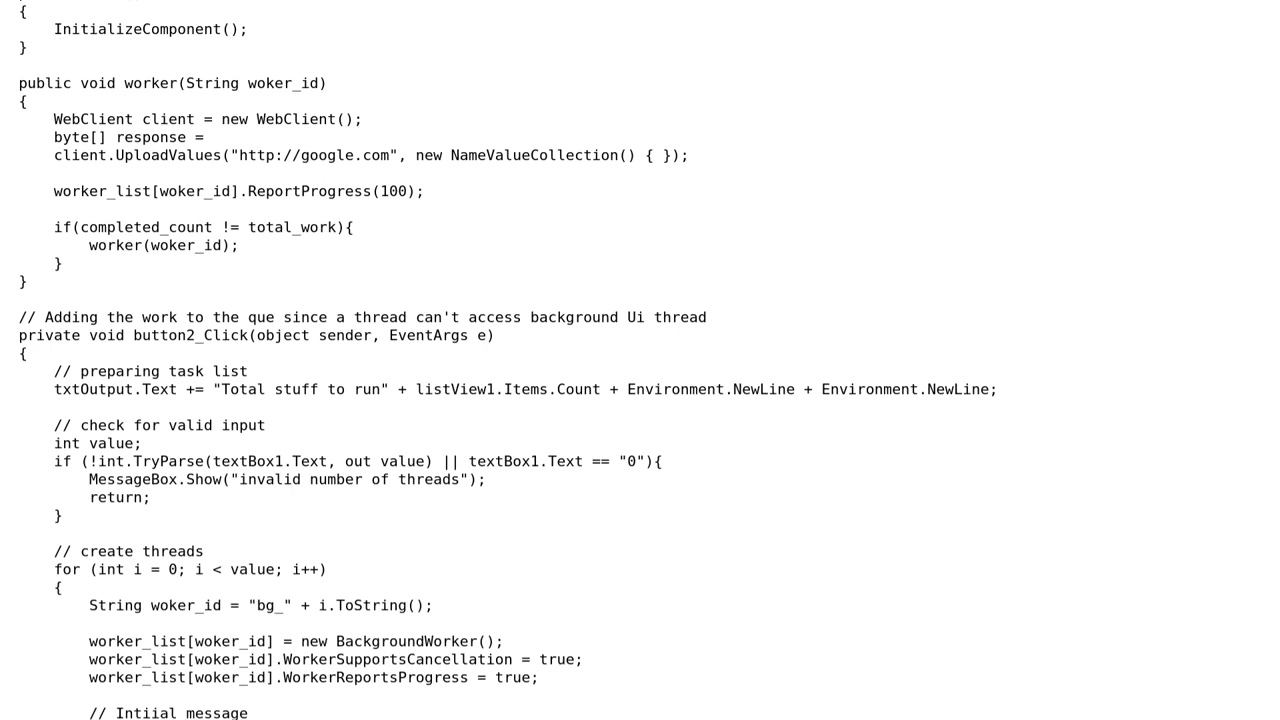 {
    InitializeComponent();
}

public void worker(String woker_id)
{
    WebClient client = new WebClient();
    byte[] response =
    client.UploadValues("http://google.com", new NameValueCollection() { });

    worker_list[woker_id].ReportProgress(100);

    if(completed_count != total_work){
        worker(woker_id);
    }
}

// Adding the work to the que since a thread can't access background Ui thread
private void button2_Click(object sender, EventArgs e)
{
    // preparing task list
    txtOutput.Text += "Total stuff to run" + listView1.Items.Count + Environment.NewLine + Environment.NewLine;

    // check for valid input
    int value;
    if (!int.TryParse(textBox1.Text, out value) || textBox1.Text == "0"){
        MessageBox.Show("invalid number of threads");
        return;
    }

    // create threads
    for (int i = 0; i < value; i++)
    {
        String woker_id = "bg_" + i.ToString();

        worker_list[woker_id] = new BackgroundWorker();
        worker_list[woker_id].WorkerSupportsCancellation = true;
        worker_list[woker_id].WorkerReportsProgress = true;

        // Intiial message